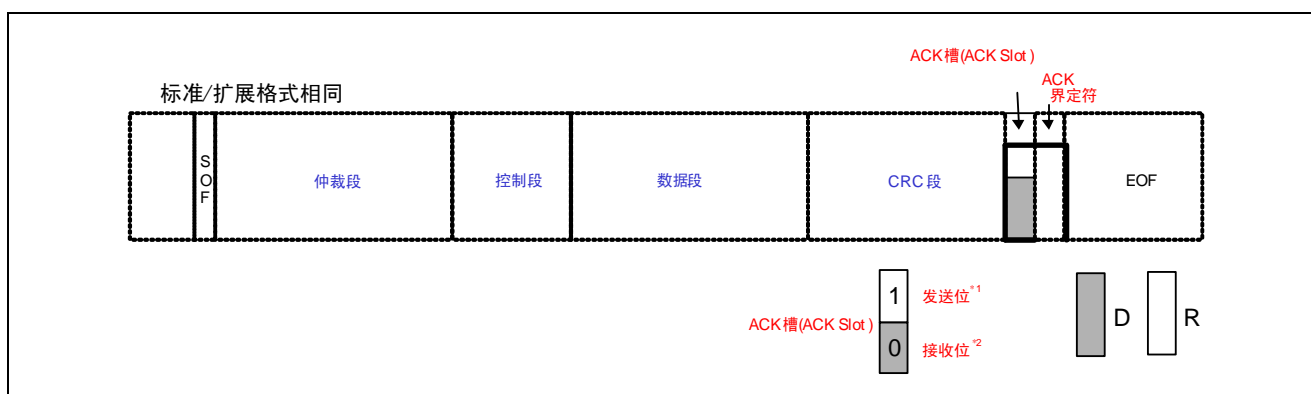 ACK槽(ACK Slot)
ACK
界定符
标准/扩展格式相同
SOF
仲裁段
控制段
数据段
CRC 段
EOF
ACK槽(ACK Slot)
1
发送位*1
0
接收位*2
D
R